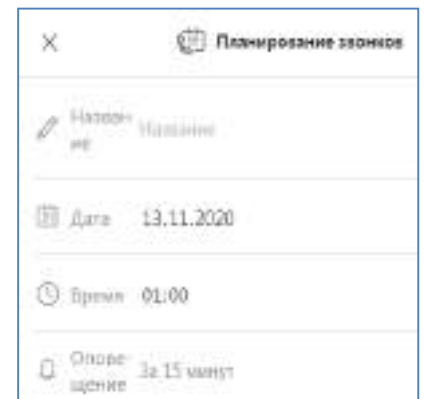 Планирование звонков
Назван-
ие Название
Дата 13.11.2020
Время 01:00
Опове-
щение За 15 минут